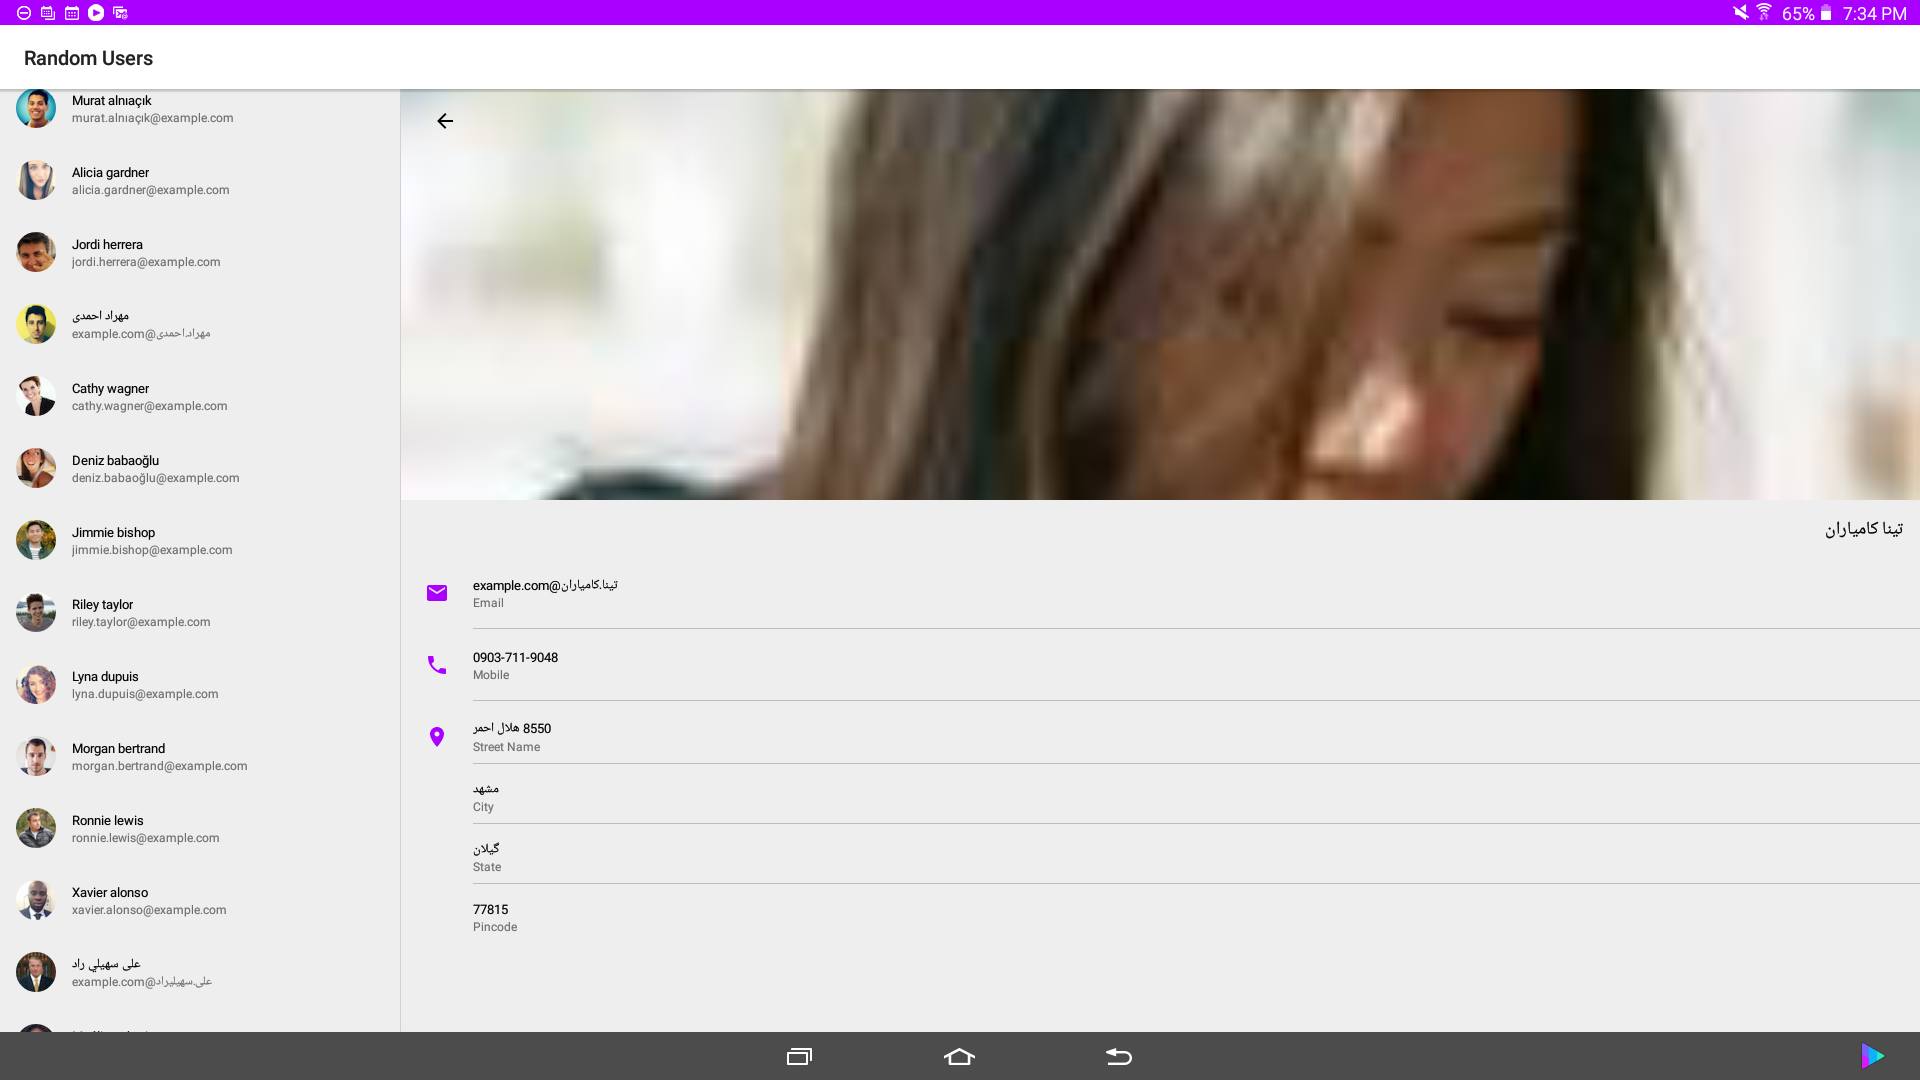 65% 7:34 PM
Random Users
Murat alnıaçık
murat.alnıaçık@example.com
Alicia gardner
alicia.gardner@example.com
Jordi herrera
jordi.herrera@example.com
مهراد احمدی
مهراد.احمدی@example.com
Cathy wagner
cathy.wagner@example.com
Deniz babaoğlu
deniz.babaoğlu@example.com
Jimmie bishop
jimmie.bishop@example.com
Riley taylor
riley.taylor@example.com
Lyna dupuis
lyna.dupuis@example.com
Morgan bertrand
morgan.bertrand@example.com
Ronnie lewis
ronnie.lewis@example.com
Xavier alonso
xavier.alonso@example.com
علی سهيلي راد
علی.سهیلیراد@example.com
تینا کامیاران
تینا.کامیاران@example.com
Email
0903-711-9048
Mobile
8550 هلال احمر
Street Name
مشهد
City
گیلان
State
77815
Pincode